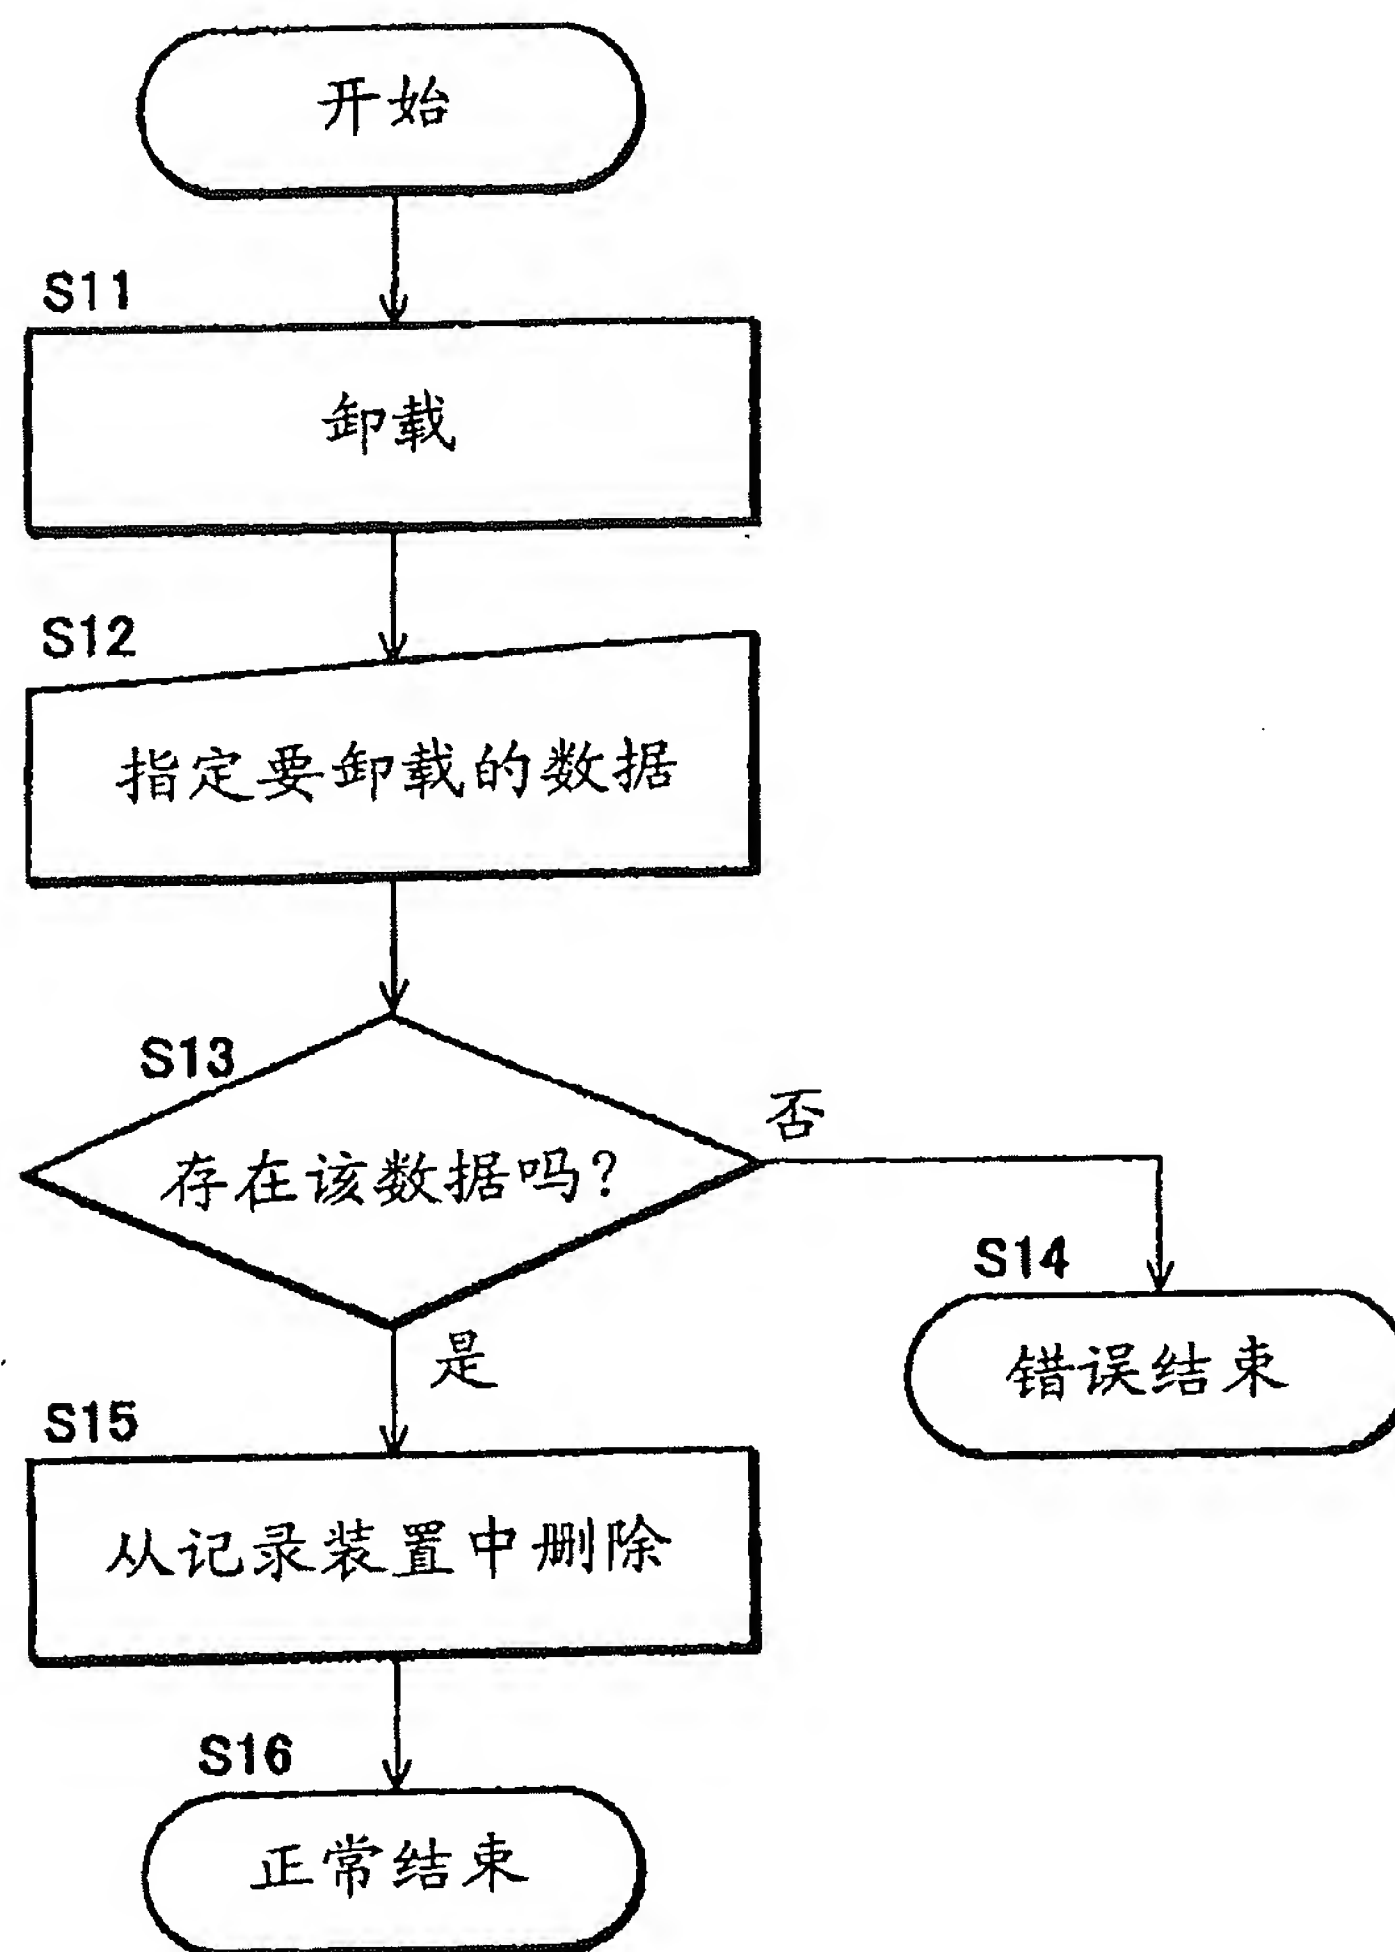 开始
S11
卸载
S12
指定要卸载的数据
S13
存在该数据吗?
否
S14
错误结束
是
S15
从记录装置中删除
S16
正常结束